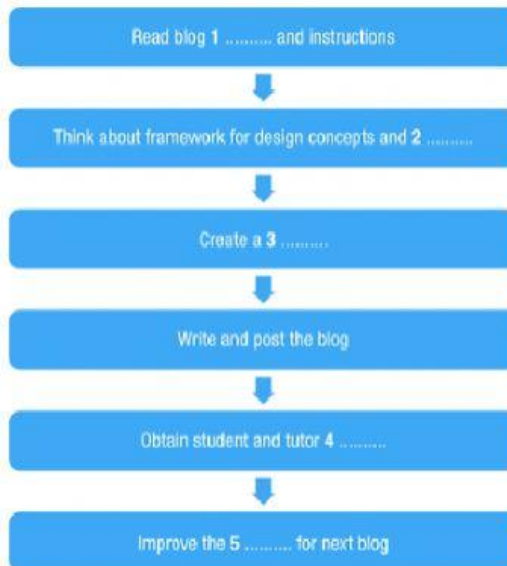 Read blog 1 .......... and instructions
Think about framework for design concepts and 2 ..........
Create a 3 ..........
Write and post the blog
Obtain student and tutor 4 ..........
Improve the 5 .......... for next blog